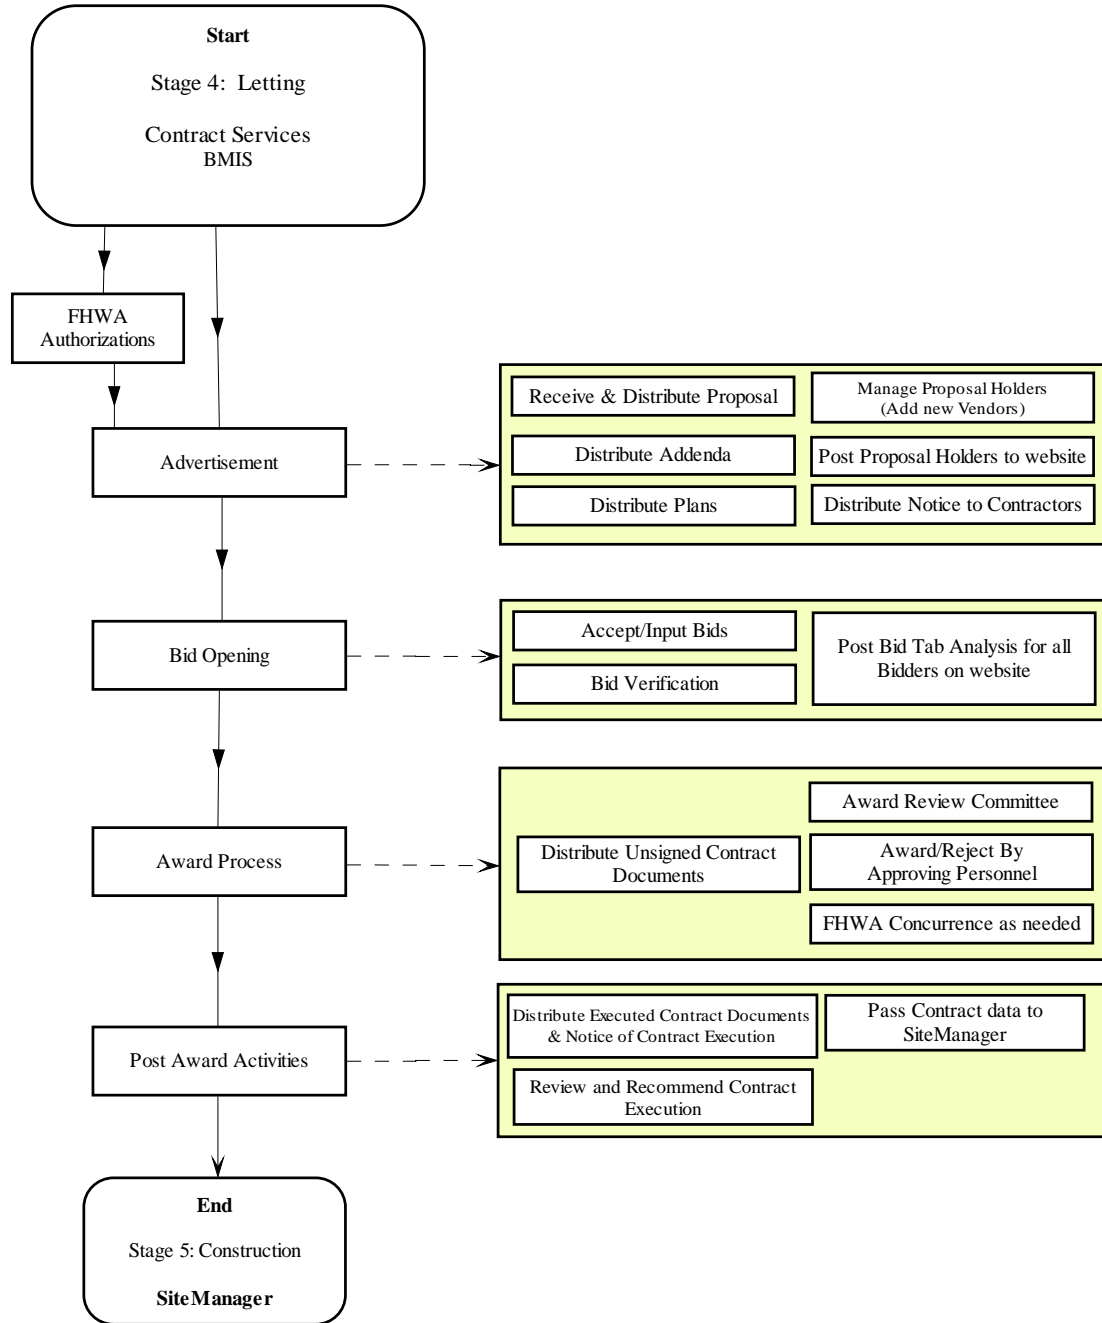 Start
Stage 4: Letting
Contract Services
BMIS
FHWA
Authorizations
Advertisement
Receive & Distribute Proposal
Manage Proposal Holders
(Add new Vendors)
Distribute Addenda
Post Proposal Holders to website
Distribute Plans
Distribute Notice to Contractors
Bid Opening
Accept/Input Bids
Bid Verification
Post Bid Tab Analysis for all
Bidders on website
Award Process
Distribute Unsigned Contract
Documents
Award Review Committee
Award/Reject By
Approving Personnel
FHWA Concurrence as needed
Post Award Activities
Distribute Executed Contract Documents
& Notice of Contract Execution
Pass Contract data to
SiteManager
Review and Recommend Contract
Execution
End
Stage 5: Construction
SiteManager